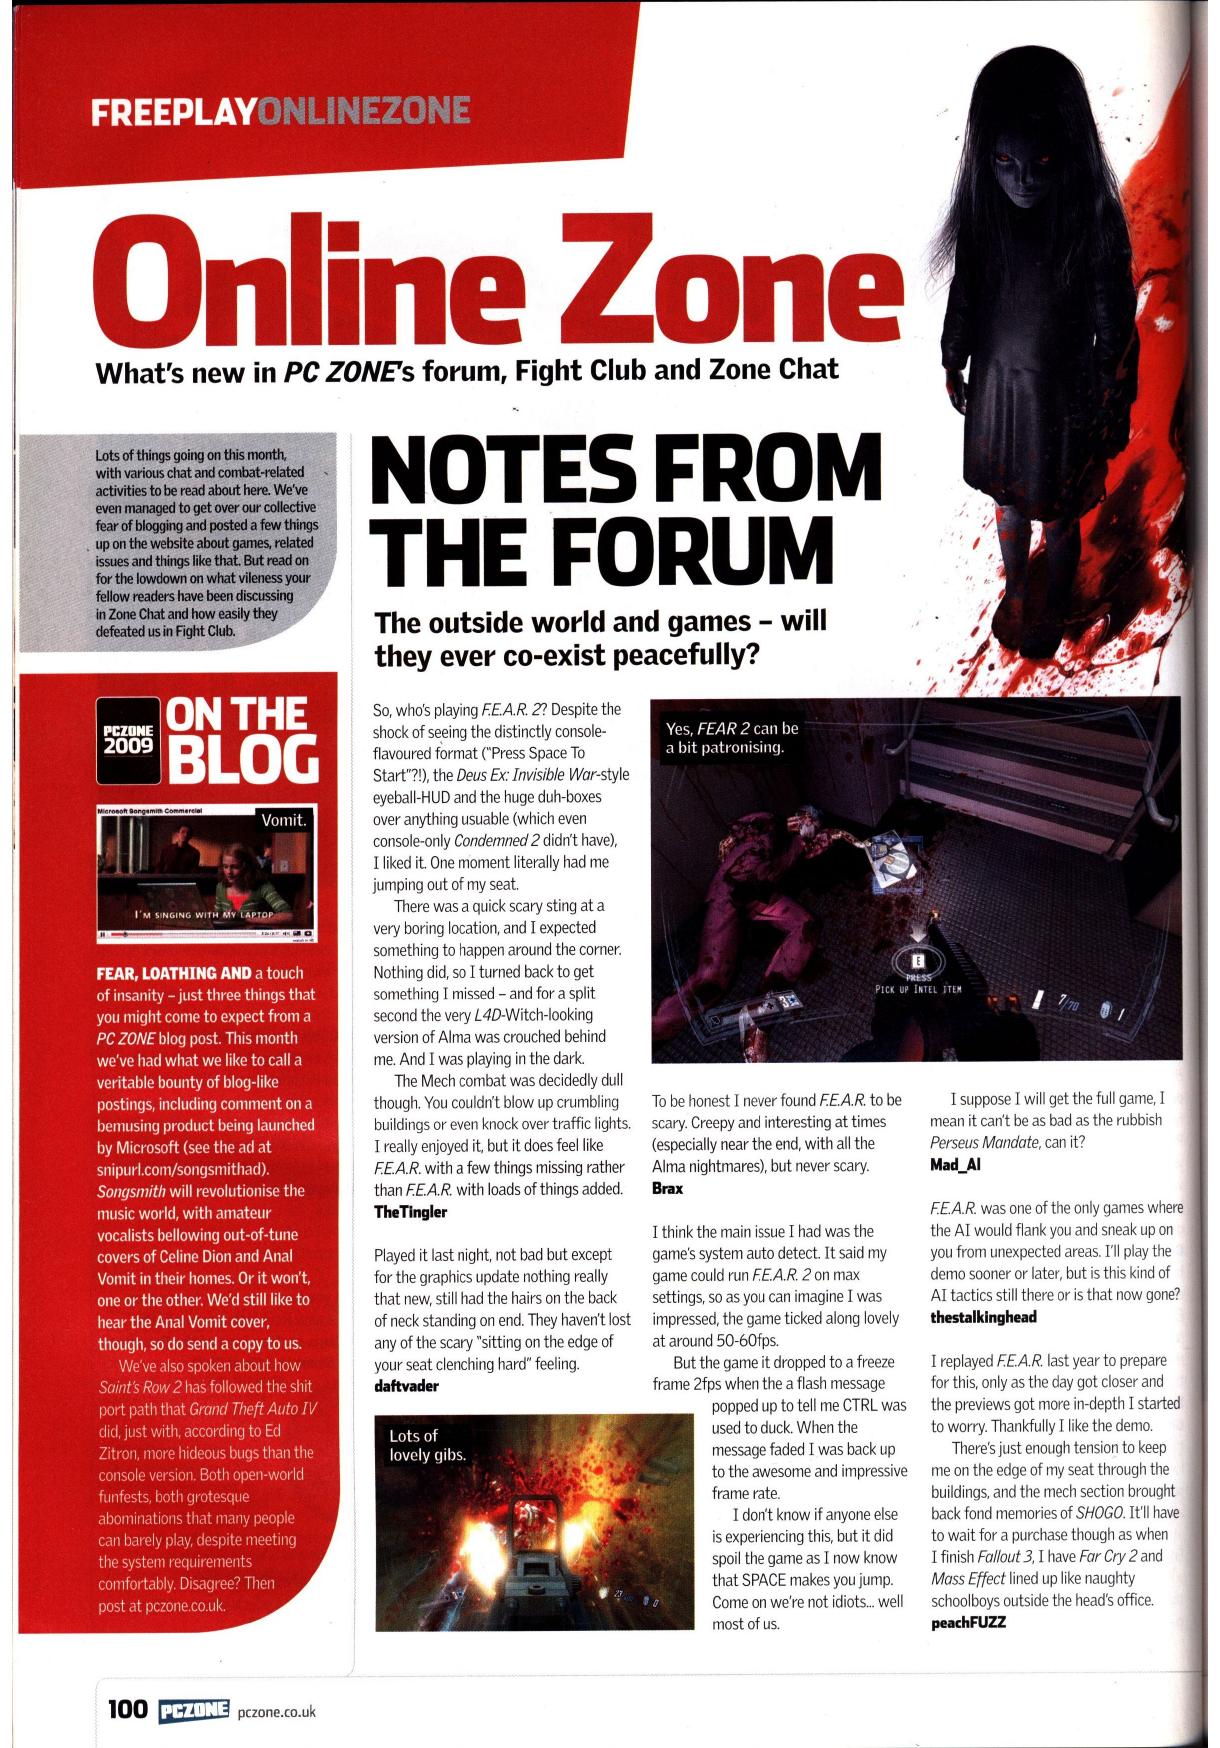 FREEPLAYONLINEZONE
Online Zone
What's new in PC ZONE's forum, Fight Club and Zone Chat
Lots of things going on this month,
with various chat and combat-related
activities to be read about here. We've
even managed to get over our collective
fear of blogging and posted a few things
up on the website about games, related
issues and things like that. But read on
for the lowdown on what vileness your
fellow readers have been discussing
in Zone Chat and how easily they
defeated us in Fight Club.
PCZONE
2009
ON THE
BLOG
Microsoft Songsmith Commercial
Vomit.
I'M SINGING WITH MY LAPTOP
FEAR, LOATHING AND a touch
of insanity – just three things that
you might come to expect from a
PC ZONE blog post. This month
we've had what we like to call a
veritable bounty of blog-like
postings, including comment on a
bemusing product being launched
by Microsoft (see the ad at
snipurl.com/songsmithad).
Songsmith will revolutionise the
music world, with amateur
vocalists bellowing out-of-tune
covers of Celine Dion and Anal
Vomit in their homes. Or it won't,
one or the other. We'd still like to
hear the Anal Vomit cover,
though, so do send a copy to us.
We've also spoken about how
Saint's Row 2 has followed the shit
port path that Grand Theft Auto IV
did, just with, according to Ed
Zitron, more hideous bugs than the
console version. Both open-world
funfests, both grotesque
abominations that many people
can barely play, despite meeting
the system requirements
comfortably. Disagree? Then
post at pczone.co.uk.
NOTES FROM
THE FORUM
The outside world and games – will
they ever co-exist peacefully?
So, who's playing F.E.A.R. 2? Despite the
shock of seeing the distinctly console-
flavoured format ("Press Space To
Start"?!), the Deus Ex: Invisible War-style
eyeball-HUD and the huge duh-boxes
over anything usuable (which even
console-only Condemned 2 didn't have),
I liked it. One moment literally had me
jumping out of my seat.
There was a quick scary sting at a
very boring location, and I expected
something to happen around the corner.
Nothing did, so I turned back to get
something I missed – and for a split
second the very L4D-Witch-looking
version of Alma was crouched behind
me. And I was playing in the dark.
The Mech combat was decidedly dull
though. You couldn't blow up crumbling
buildings or even knock over traffic lights.
I really enjoyed it, but it does feel like
F.E.A.R. with a few things missing rather
than F.E.A.R. with loads of things added.
TheTingler
Played it last night, not bad but except
for the graphics update nothing really
that new, still had the hairs on the back
of neck standing on end. They haven't lost
any of the scary "sitting on the edge of
your seat clenching hard" feeling.
daftvader
Lots of
lovely gibs.
Yes, FEAR 2 can be
a bit patronising.
E
PRESS
PICK UP INTEL ITEM
7/70
1
To be honest I never found F.E.A.R. to be
scary. Creepy and interesting at times
(especially near the end, with all the
Alma nightmares), but never scary.
Brax
I think the main issue I had was the
game's system auto detect. It said my
game could run F.E.A.R. 2 on max
settings, so as you can imagine I was
impressed, the game ticked along lovely
at around 50-60fps.
But the game it dropped to a freeze
frame 2fps when the a flash message
popped up to tell me CTRL was
used to duck. When the
message faded I was back up
to the awesome and impressive
frame rate.
I don't know if anyone else
is experiencing this, but it did
spoil the game as I now know
that SPACE makes you jump.
Come on we're not idiots... well
most of us.
I suppose I will get the full game, I
mean it can't be as bad as the rubbish
Perseus Mandate, can it?
Mad_Al
F.E.A.R. was one of the only games where
the AI would flank you and sneak up on
you from unexpected areas. I'll play the
demo sooner or later, but is this kind of
AI tactics still there or is that now gone?
thestalkinghead
I replayed F.E.A.R. last year to prepare
for this, only as the day got closer and
the previews got more in-depth I started
to worry. Thankfully I like the demo.
There's just enough tension to keep
me on the edge of my seat through the
buildings, and the mech section brought
back fond memories of SHOGO. It'll have
to wait for a purchase though as when
I finish Fallout 3, I have Far Cry 2 and
Mass Effect lined up like naughty
schoolboys outside the head's office.
peachFUZZ
100 PCZONE pczone.co.uk